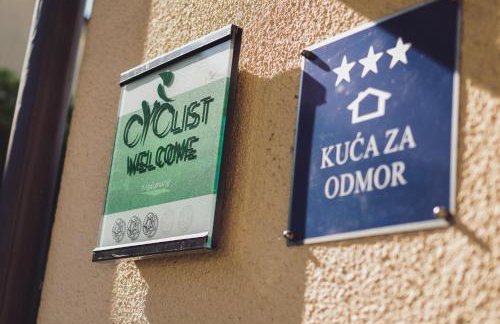 CYCLIST
WELCOME
KUĆA ZA
ODMOR